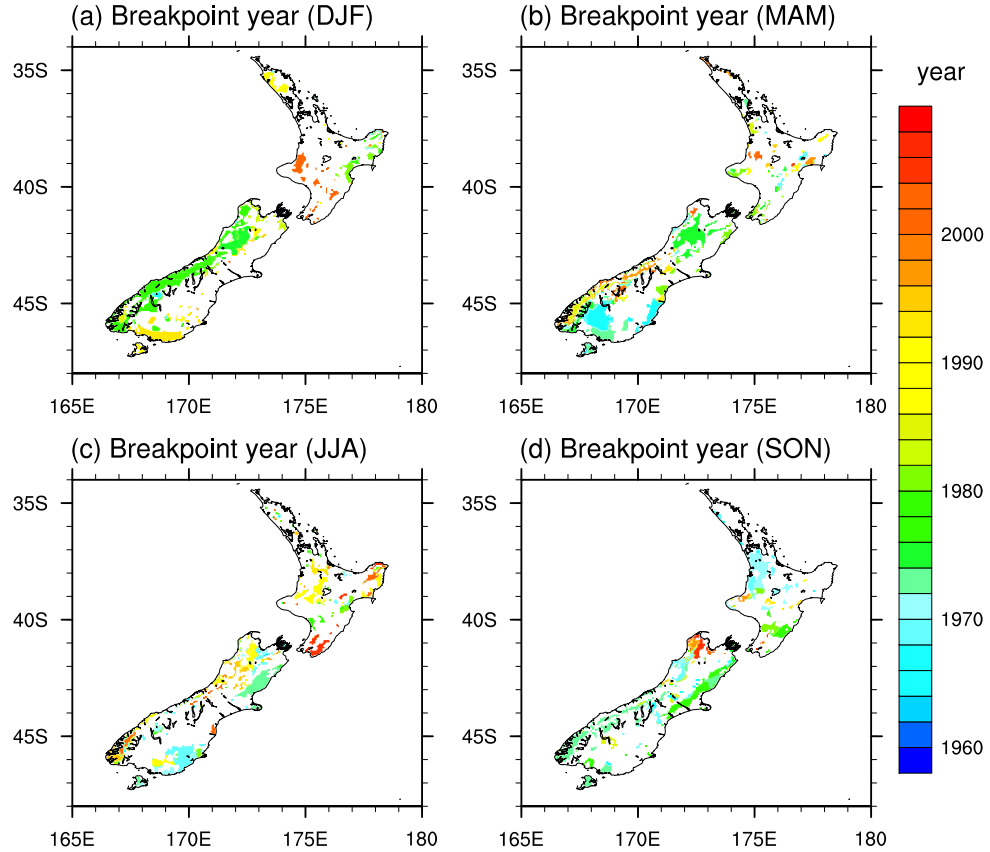 (a) Breakpoint year (DJF)
(b) Breakpoint year (MAM)
year
35S
40S
45S
165E 170E 175E 180
35S
40S
45S
165E 170E 175E 180
2000
1990
1980
1970
1960
(c) Breakpoint year (JJA)
(d) Breakpoint year (SON)
35S
40S
45S
165E 170E 175E 180
35S
40S
45S
165E 170E 175E 180